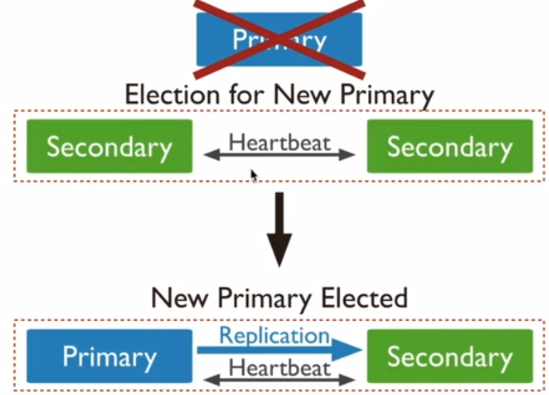 Primary
Election for New Primary
Secondary
Heartbeat
Secondary
New Primary Elected
Primary
Replication
Heartbeat
Secondary